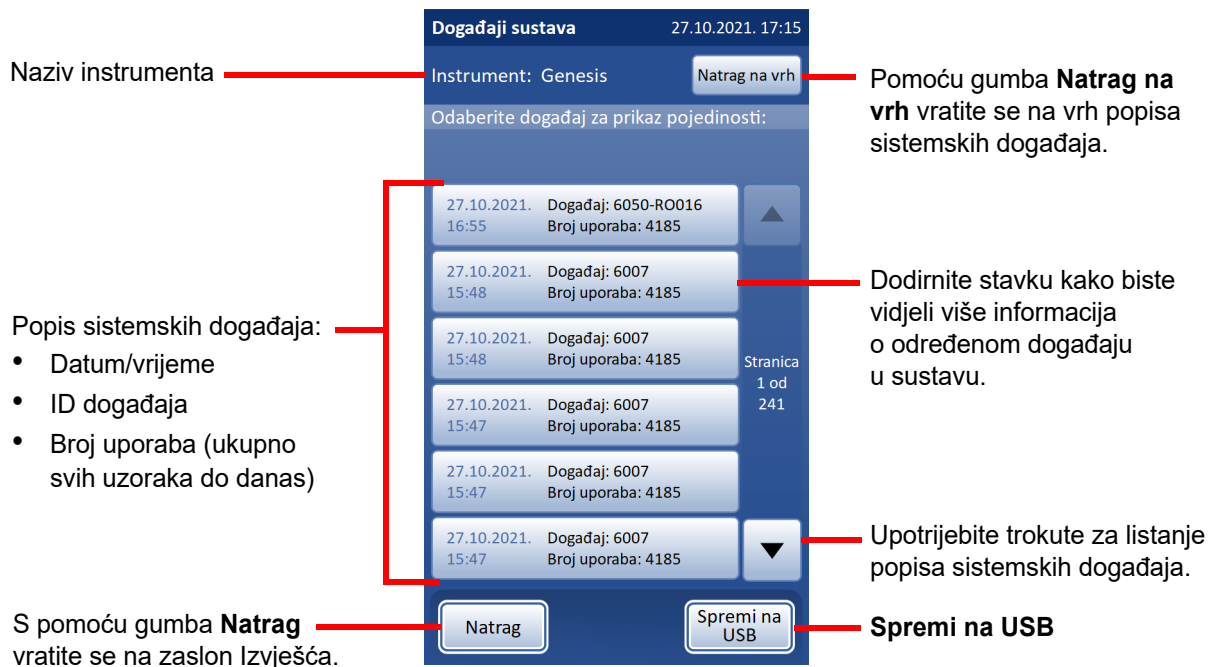 Događaji sustava 27.10.2021. 17:15
Naziv instrumenta
Instrument: Genesis
Natrag na vrh
Pomoću gumba Natrag na
vrh vratite se na vrh popisa
sistemskih događaja.
Odaberite događaj za prikaz pojedinosti:
27.10.2021. Događaj: 6050-RO016
16:55 Broj uporaba: 4185
27.10.2021. Događaj: 6007
15:48 Broj uporaba: 4185
27.10.2021. Događaj: 6007
15:48 Broj uporaba: 4185
27.10.2021. Događaj: 6007
15:47 Broj uporaba: 4185
27.10.2021. Događaj: 6007
15:47 Broj uporaba: 4185
27.10.2021. Događaj: 6007
15:47 Broj uporaba: 4185
Stranica
1 od
241
Dodirnite stavku kako biste
vidjeli više informacija
o određenom događaju
u sustavu.
Popis sistemskih događaja:
• Datum/vrijeme
• ID događaja
• Broj uporaba (ukupno
svih uzoraka do danas)
Upotrijebite trokute za listanje
popisa sistemskih događaja.
S pomoću gumba Natrag
vratite se na zaslon Izvješća.
Natrag
Spremi na
USB
Spremi na USB